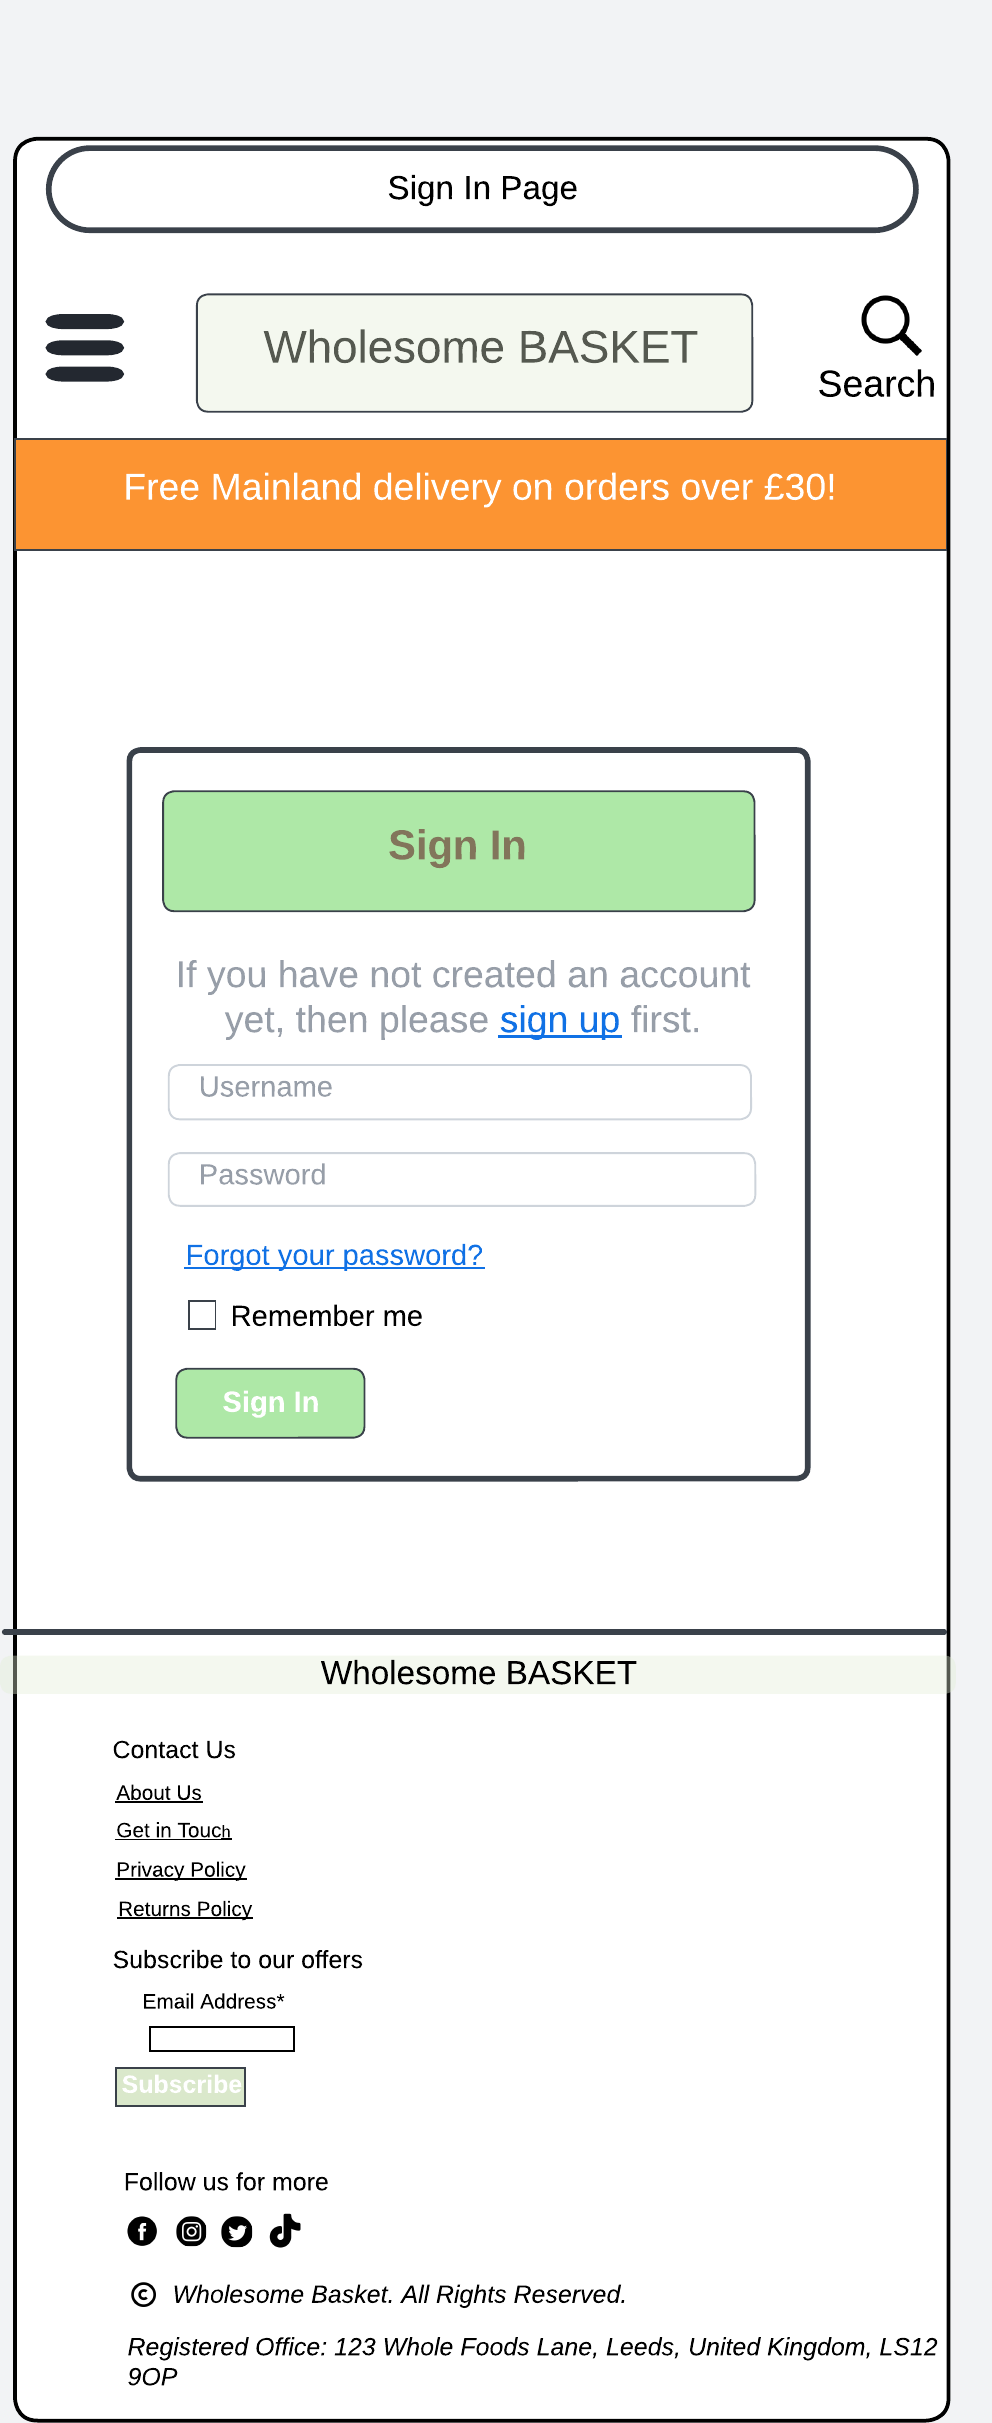 Sign In Page
Wholesome BASKET
Search
Free Mainland delivery on orders over £30!
Sign In
If you have not created an account
yet, then please sign up first.
Username
Password
Forgot your password?
Remember me
Sign In
Wholesome BASKET
Contact Us
About Us
Get in Touch
Privacy Policy
Returns Policy
Subscribe to our offers
Email Address*
Subscribe
Follow us for more
© Wholesome Basket. All Rights Reserved.
Registered Office: 123 Whole Foods Lane, Leeds, United Kingdom, LS12
9OP